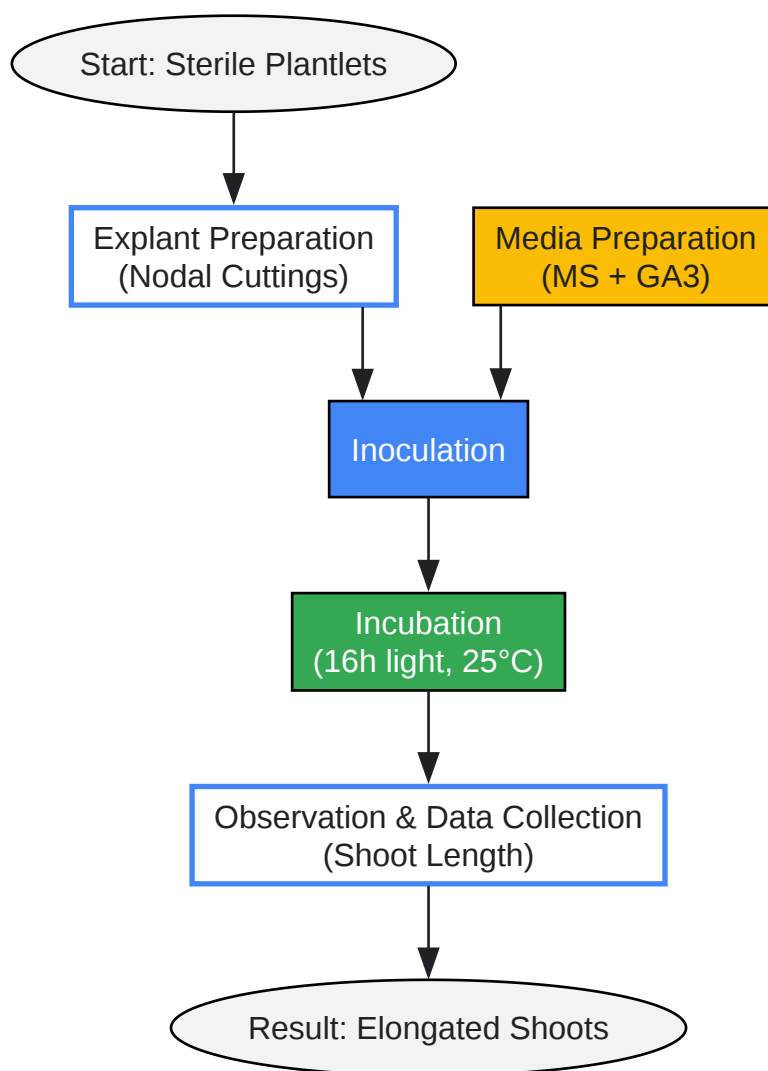 Start: Sterile Plantlets
Explant Preparation
(Nodal Cuttings)
Media Preparation
(MS + GA3)
Inoculation
Incubation
(16h light, 25°C)
Observation & Data Collection
(Shoot Length)
Result: Elongated Shoots